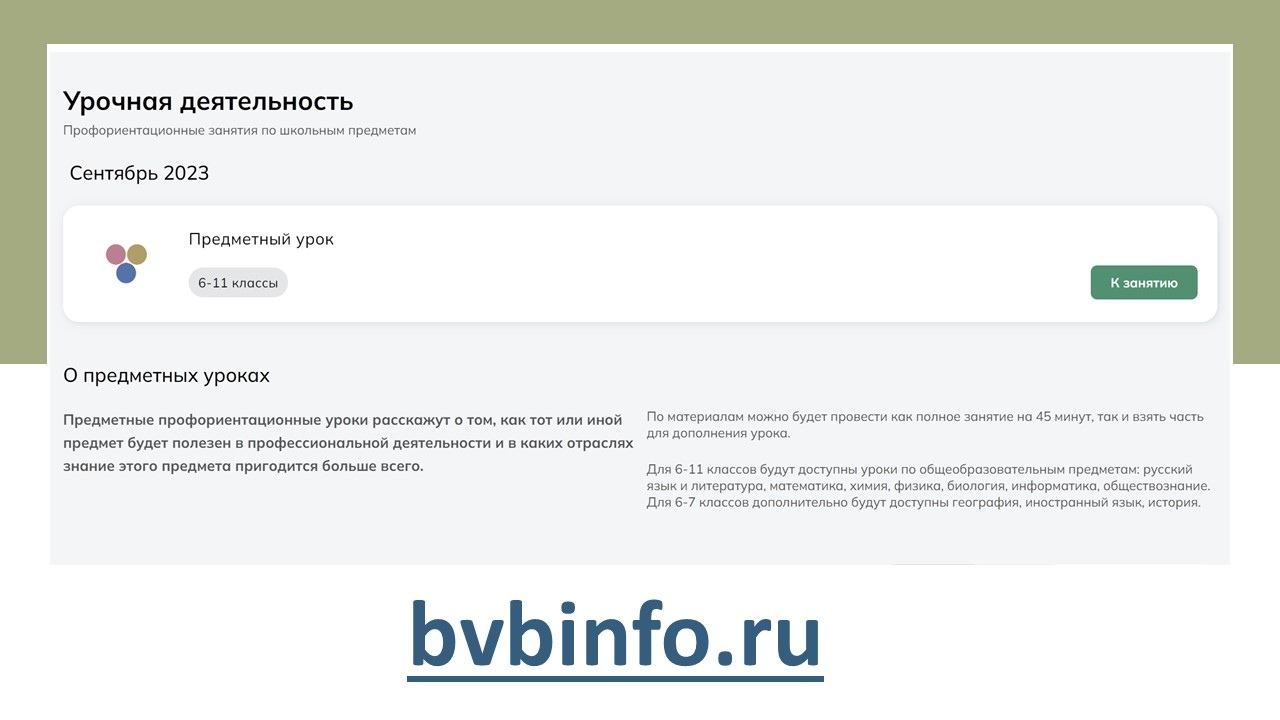 Урочная деятельность
Профориентационные занятия по школьным предметам
Сентябрь 2023
Предметный урок
6-11 классы
К занятию
О предметных уроках
Предметные профориентационные уроки расскажут о том, как тот или иной
предмет будет полезен в профессиональной деятельности и в каких отраслях
знание этого предмета пригодится больше всего.
По материалам можно будет провести как полное занятие на 45 минут, так и взять часть
для дополнения урока.
Для 6-11 классов будут доступны уроки по общеобразовательным предметам: русский
язык и литература, математика, химия, физика, биология, информатика, обществознание.
Для 6-7 классов дополнительно будут доступны география, иностранный язык, история.
bvbinfo.ru